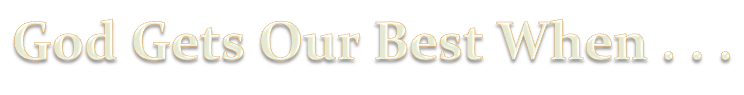 God Gets Our Best When . . .